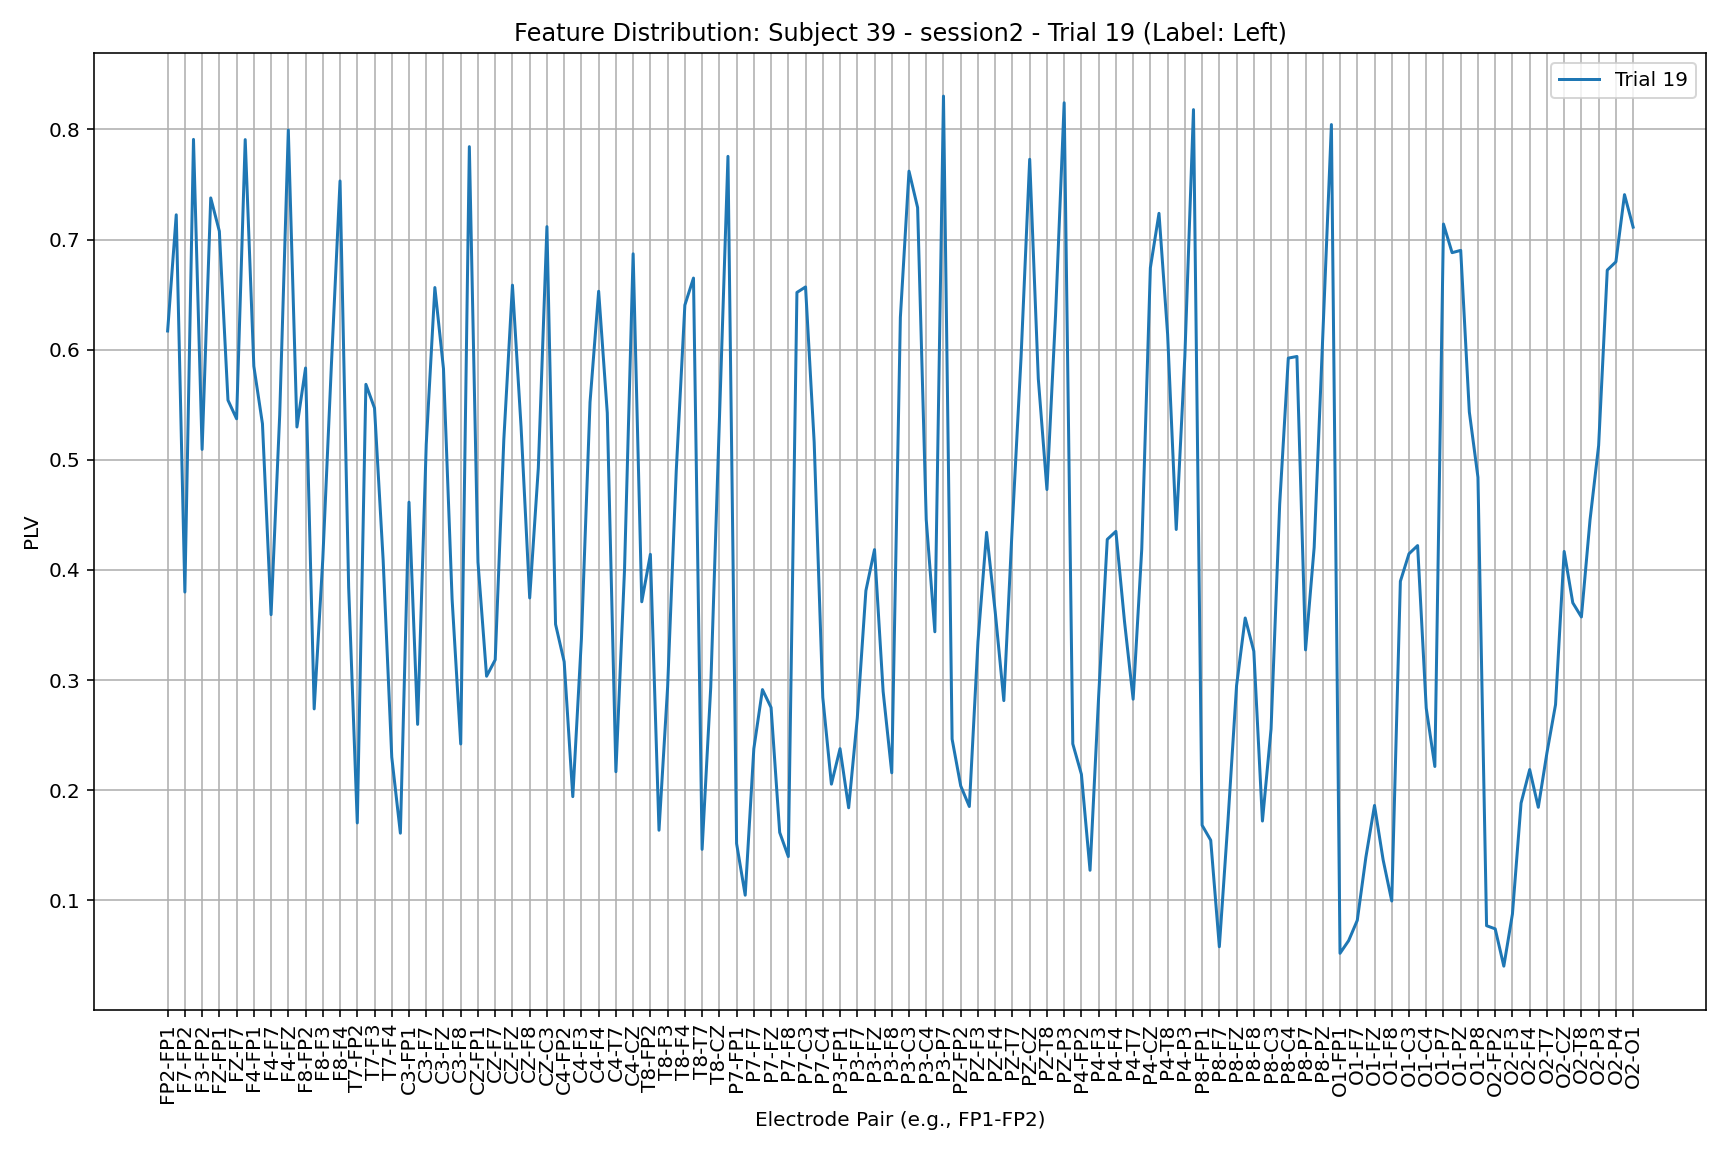 Feature Distribution: Subject 39 - session2 - Trial 19 (Label: Left)
Trial 19
PLV
0.8
0.7
0.6
0.5
0.4
0.3
0.2
0.1
FP2-FP1
F7-FP2
F3-FP2
FZ-FP1
FZ-F7
F4-FP1
F4-F7
F4-FZ
F8-FP2
F8-F3
F8-F4
T7-FP2
T7-F3
T7-F4
C3-FP1
C3-F7
C3-FZ
C3-F8
CZ-FP1
CZ-F7
CZ-FZ
CZ-F8
CZ-C3
C4-FP2
C4-F3
C4-F4
C4-T7
C4-CZ
T8-FP2
T8-F3
T8-F4
T8-T7
T8-CZ
P7-FP1
P7-F7
P7-FZ
P7-F8
P7-C3
P7-C4
P3-FP1
P3-F7
P3-FZ
P3-F8
P3-C3
P3-C4
P3-P7
PZ-FP2
PZ-F3
PZ-F4
PZ-T7
PZ-CZ
PZ-T8
PZ-P3
P4-FP2
P4-F3
P4-F4
P4-T7
P4-CZ
P4-T8
P4-P3
P8-FP1
P8-F7
P8-FZ
P8-F8
P8-C3
P8-C4
P8-P7
P8-PZ
O1-FP1
O1-F7
O1-FZ
O1-F8
O1-C3
O1-C4
O1-P7
O1-PZ
O1-P8
O2-FP2
O2-F3
O2-F4
O2-T7
O2-CZ
O2-T8
O2-P3
O2-P4
O2-O1
Electrode Pair (e.g., FP1-FP2)